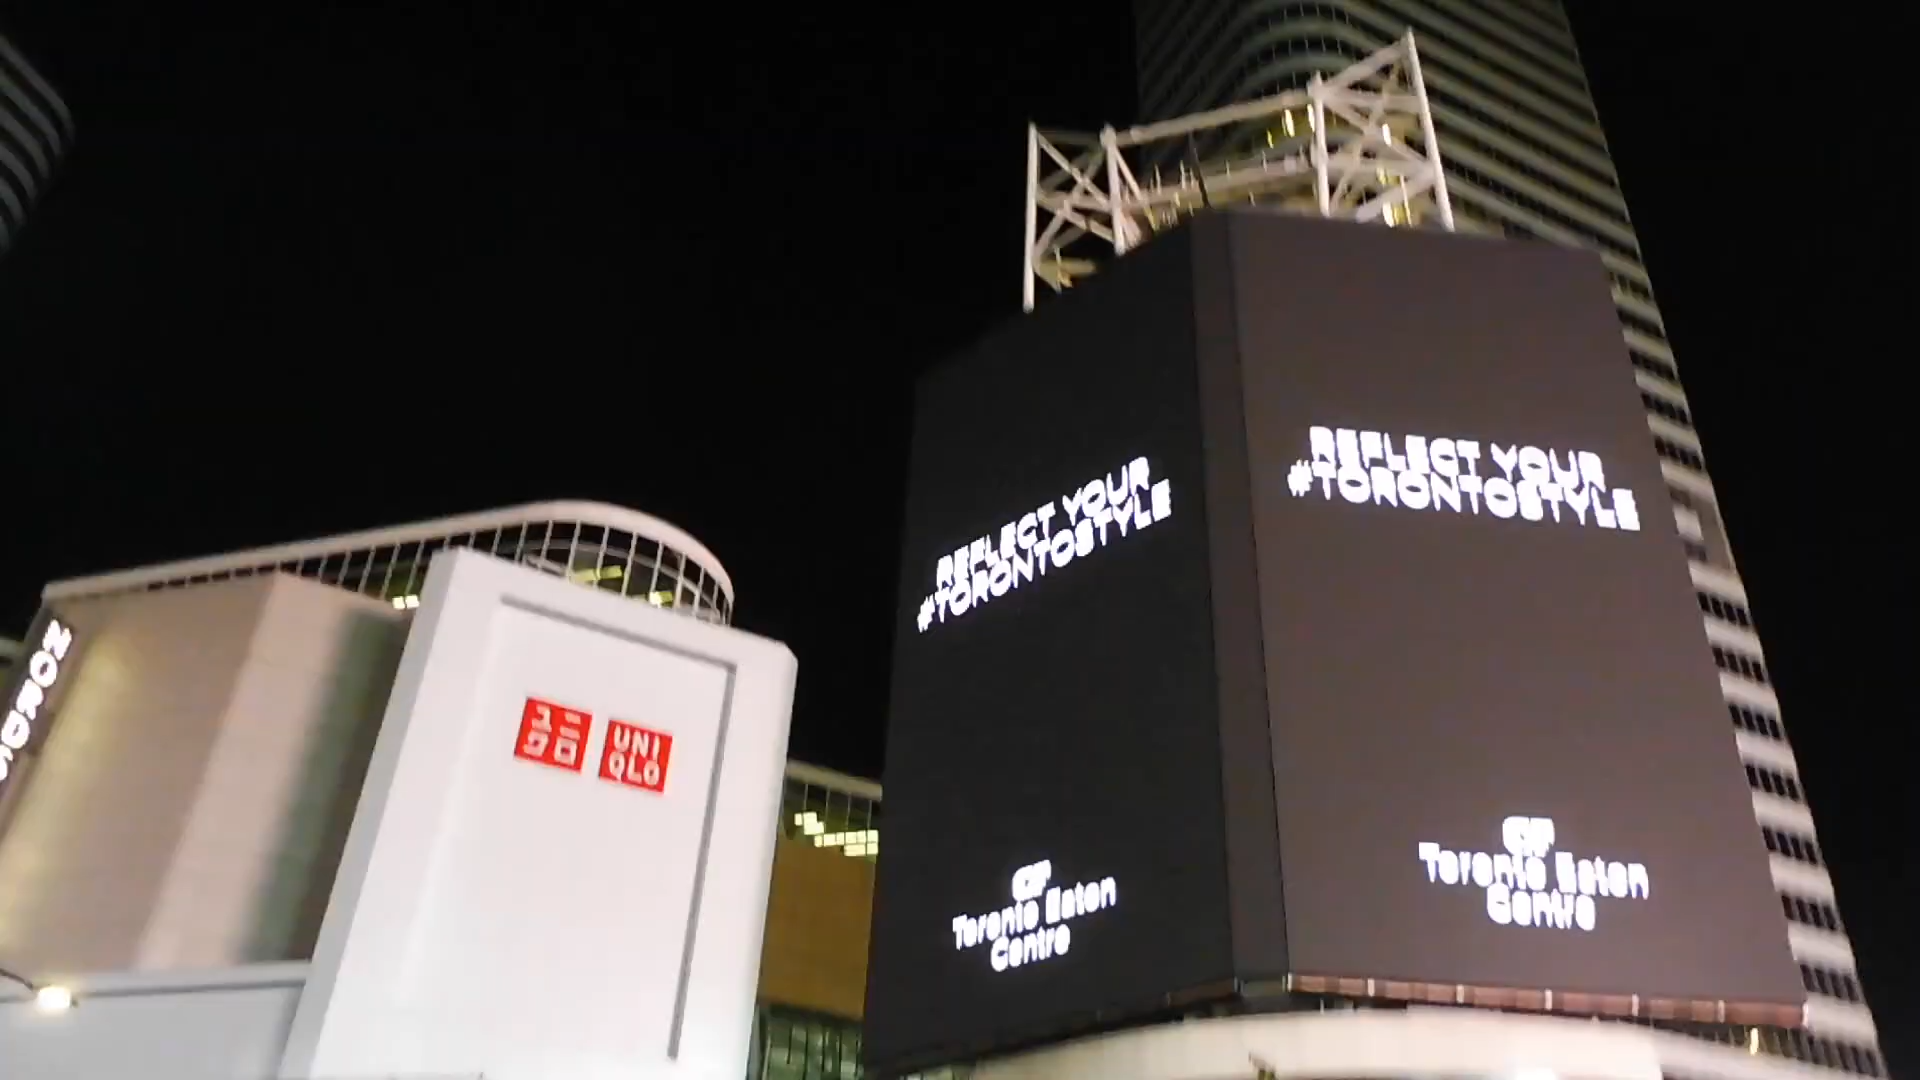 NORDS
ユニ
クロ
UNI
QLO
REFLECT YOUR
#TORONTOSTYLE
CF
Toronto Eaton
Centre
REFLECT YOUR
#TORONTOSTYLE
CF
Toronto Eaton
Centre